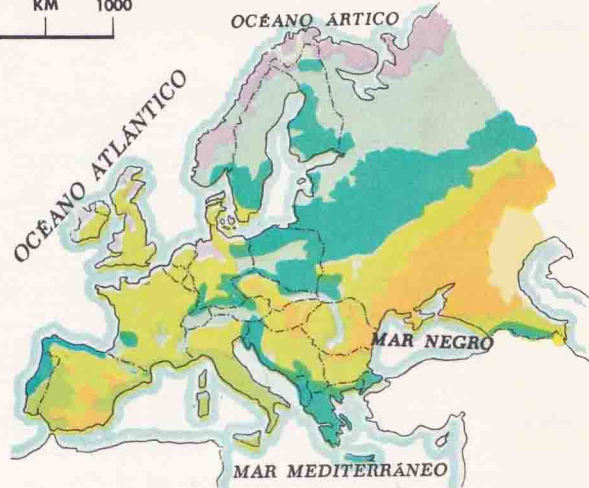 KM 1000
OCÉANO ÁRTICO
OCÉANO ATLÁNTICO
MAR NEGRO
MAR MEDITERRÁNEO